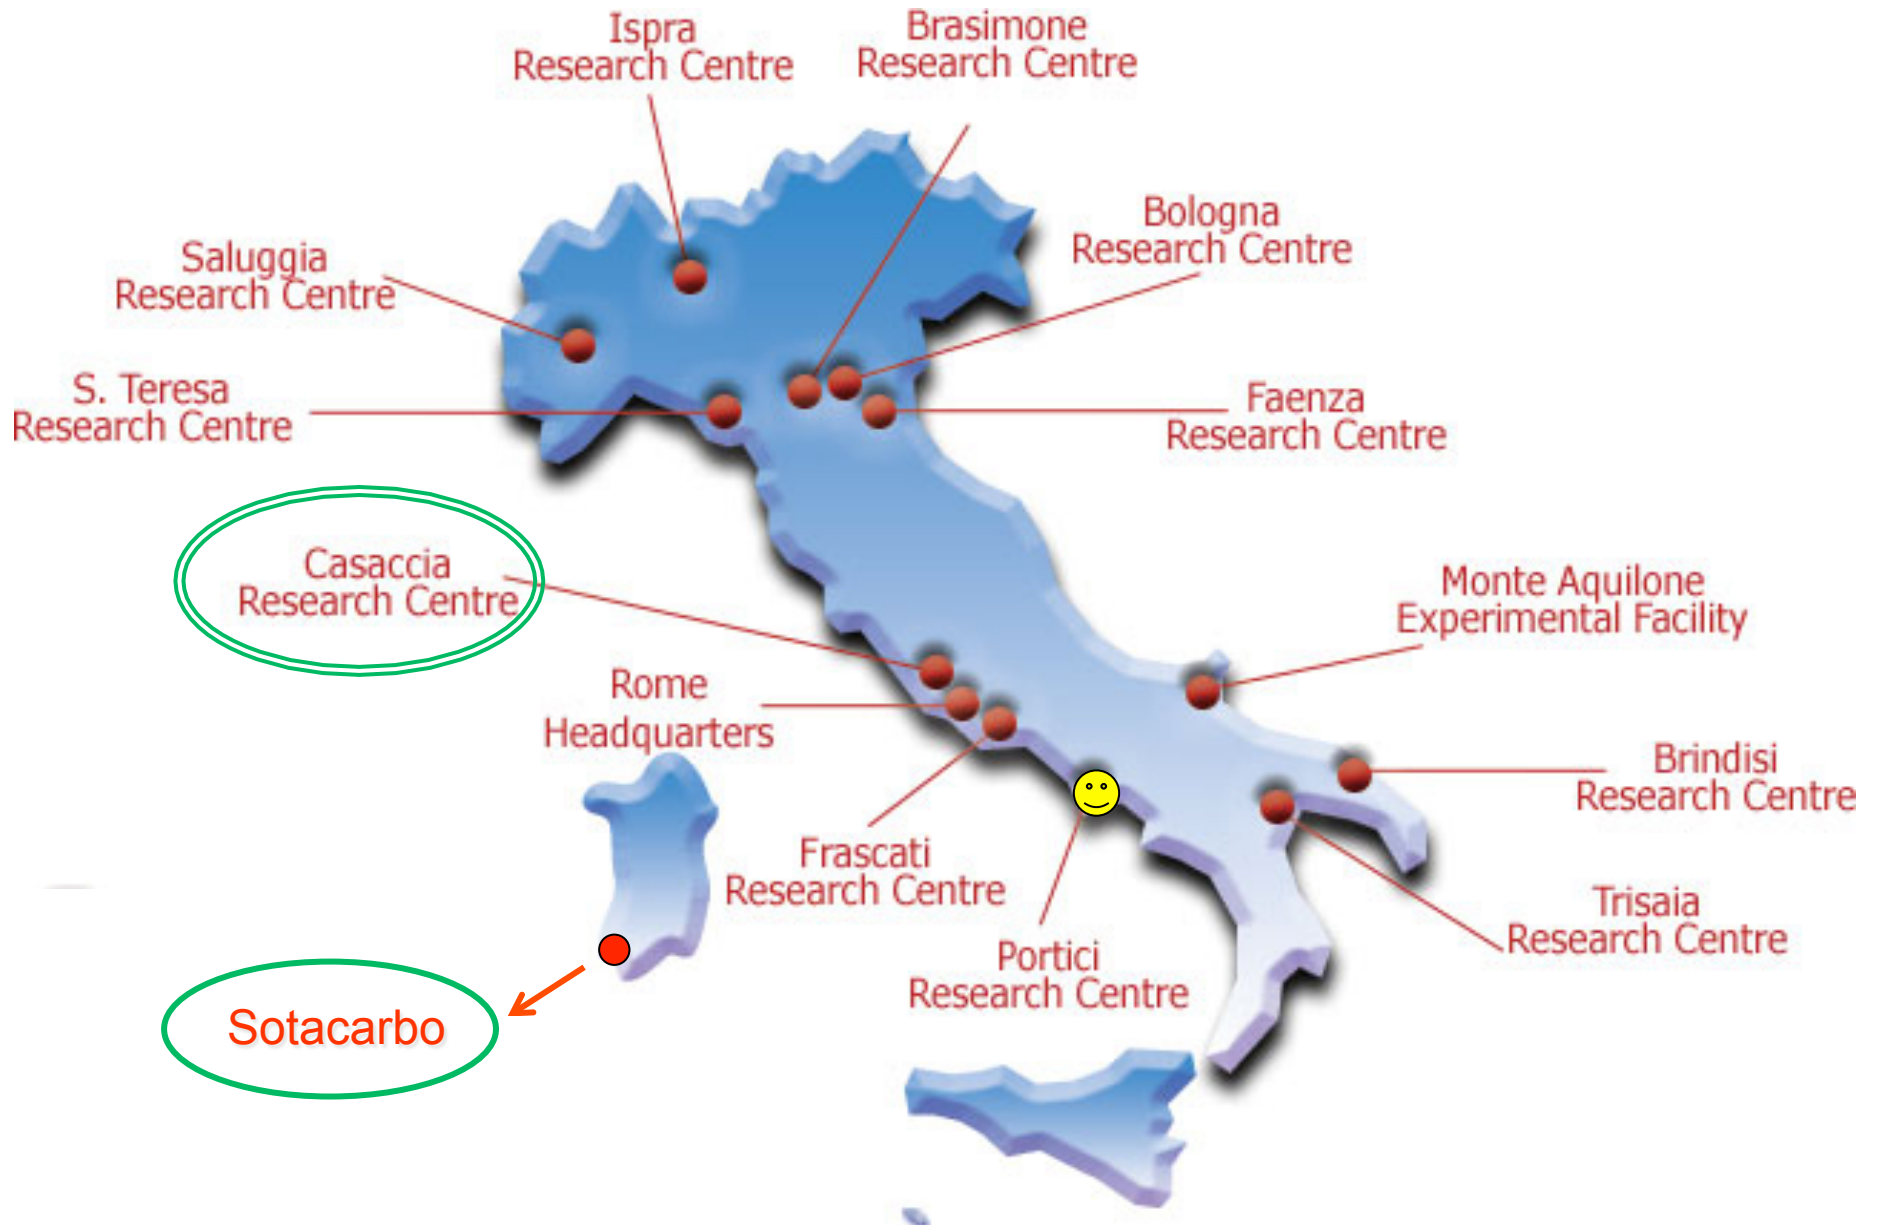 Ispra
Research Centre
Brasimone
Research Centre
Bologna
Research Centre
Saluggia
Research Centre
S. Teresa
Research Centre
Faenza
Research Centre
Casaccia
Research Centre
Monte Aquilone
Experimental Facility
Rome
Headquarters
Brindisi
Research Centre
Frascati
Research Centre
Trisaia
Research Centre
Portici
Research Centre
Sotacarbo